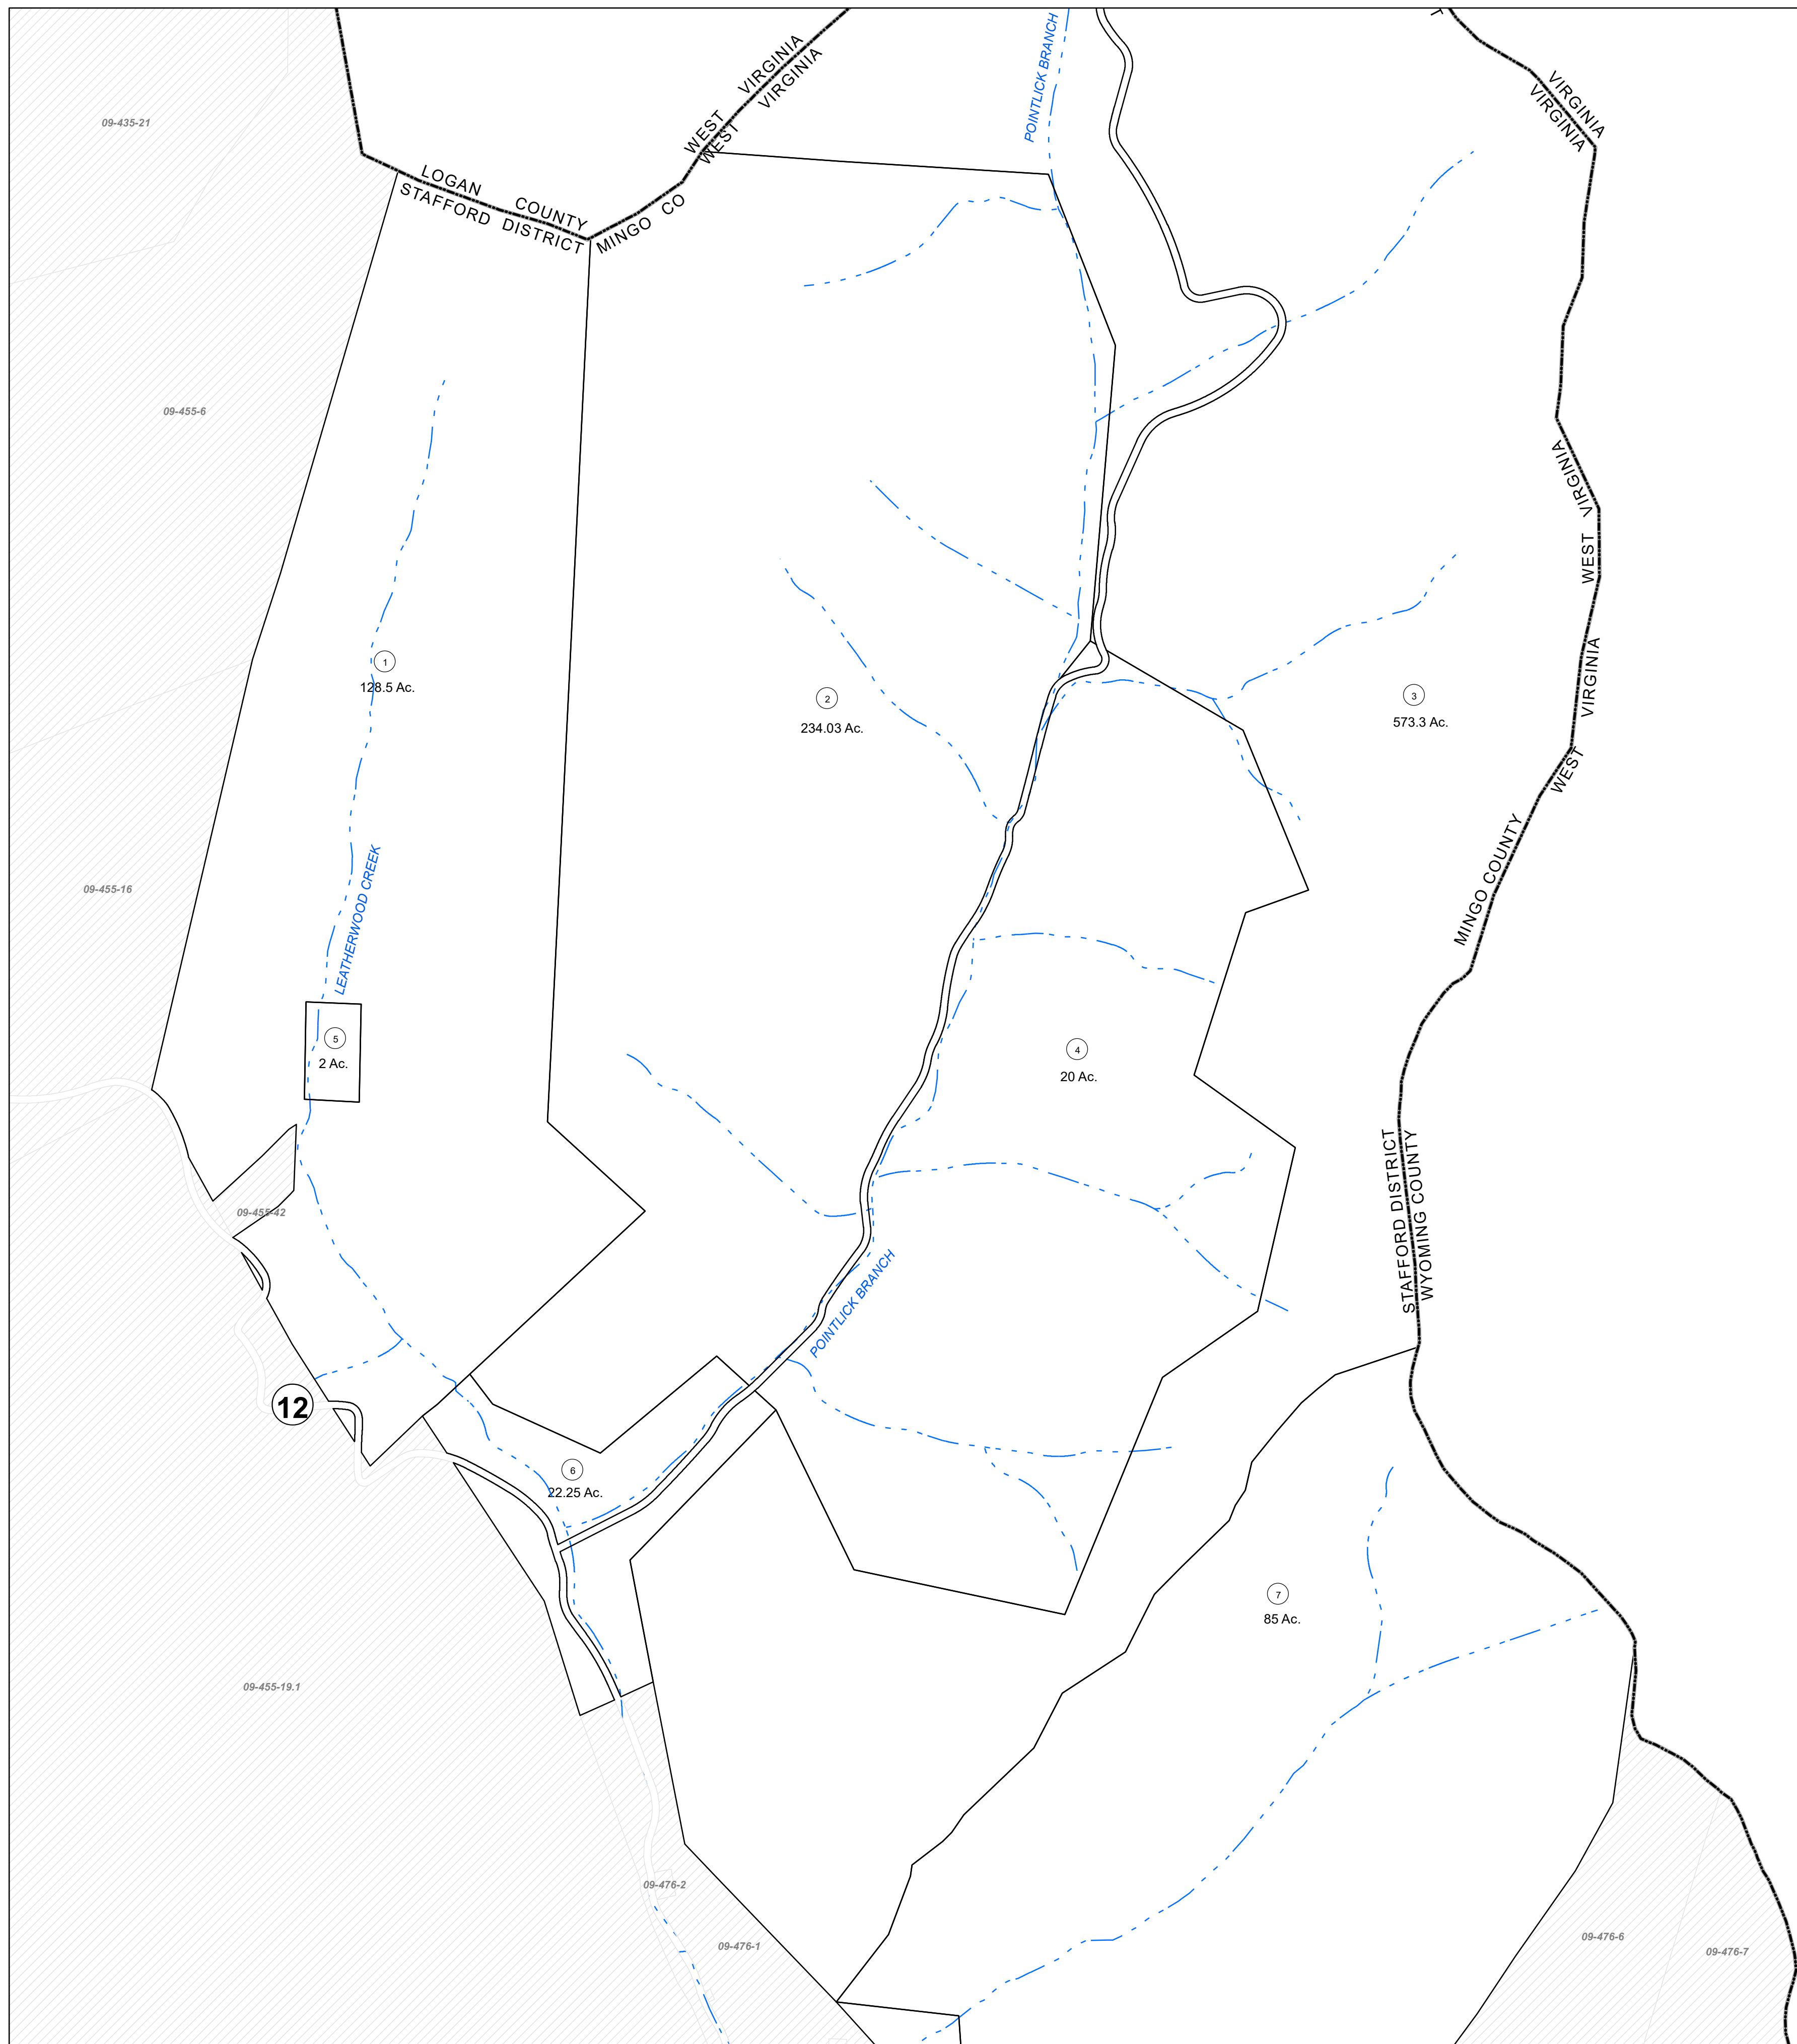 POINTLICK BRANCH
T
WEST VIRGINIA
WEST VIRGINIA
VIRGINIA
VIRGINIA
09-435-21
LOGAN COUNTY
STAFFORD DISTRICT
MINGO CO
09-455-6
WEST VIRGINIA
1
128.5 Ac.
2
234.03 Ac.
3
573.3 Ac.
WEST VIRGINIA
MINGO COUNTY
09-455-16
LEATHERWOOD CREEK
5
2 Ac.
4
20 Ac.
STAFFORD DISTRICT
WYOMING COUNTY
09-455-42
POINTLICK BRANCH
12
6
22.25 Ac.
7
85 Ac.
09-455-19.1
09-476-2
09-476-1
09-476-6
09-476-7